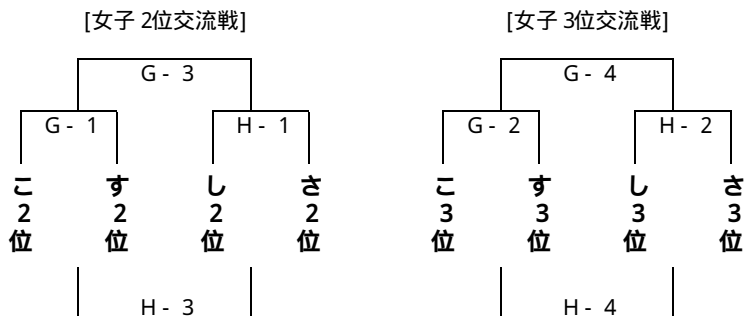 [女子 2位交流戦]
[女子 3位交流戦]
G- 3
G- 4
G- 1
H- 1
G- 2
H- 2
こ2位
す2位
し2位
さ2位
こ3位
す3位
し3位
さ3位
H- 3
H- 4